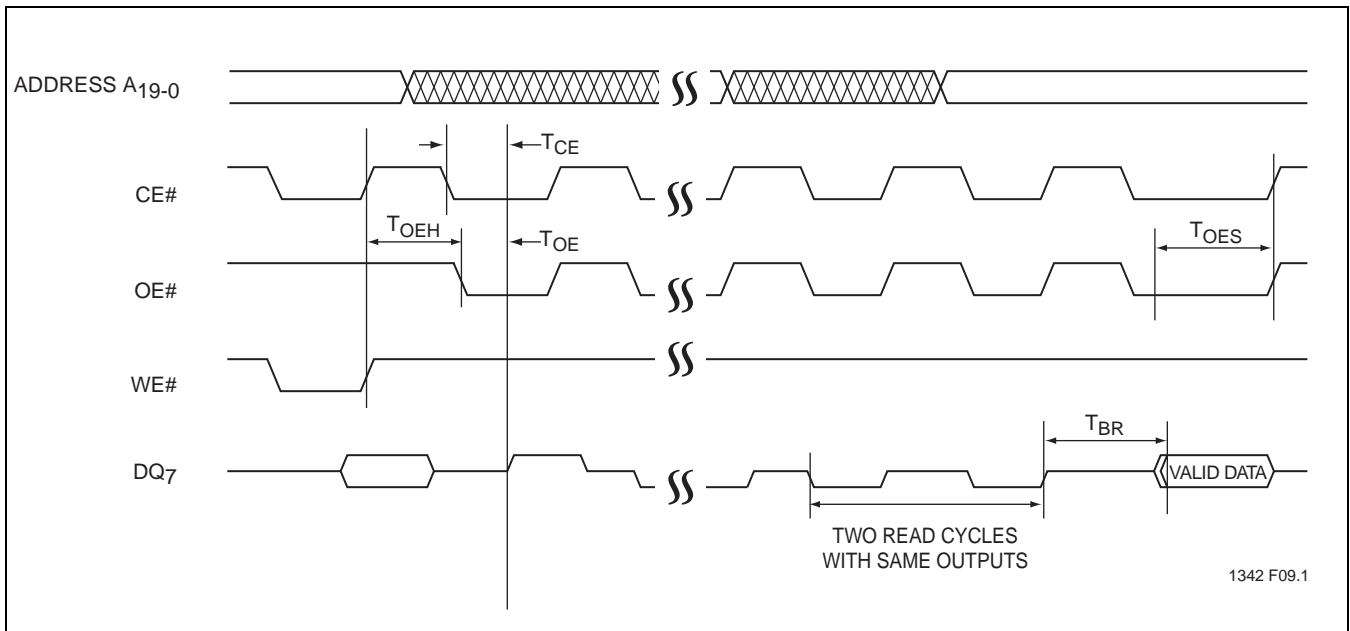 ADDRESS A19-0
TCE
CE#
TOEH
TOE
TOES
OE#
WE#
TBR
DQ7
VALID DATA
TWO READ CYCLES
WITH SAME OUTPUTS
1342 F09.1